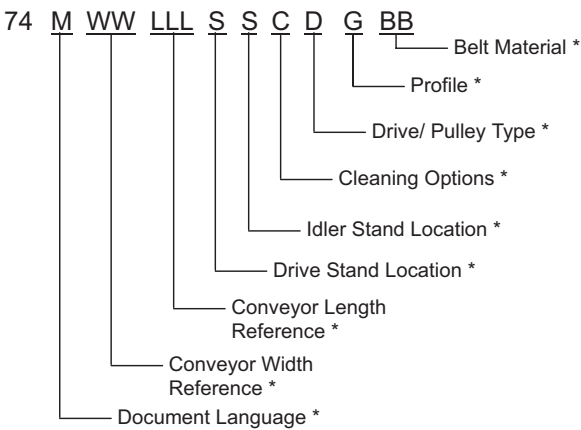 74 M WW LLL S S C D G BB
Belt Material *
Profile *
Drive/ Pulley Type *
Cleaning Options *
Idler Stand Location *
Drive Stand Location *
Conveyor Length
Reference *
Conveyor Width
Reference *
Document Language *